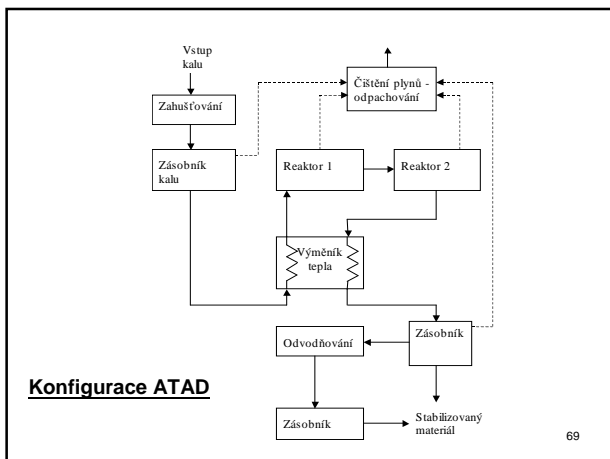 Vstup
kalu
Čištění plynů -
odpachování
Zahušťování
Zásobník
kalu
Reaktor 1
Reaktor 2
Výměník
tepla
Zásobník
Odvodňování
Konfigurace ATAD
Zásobník
Stabilizovaný
materiál
69